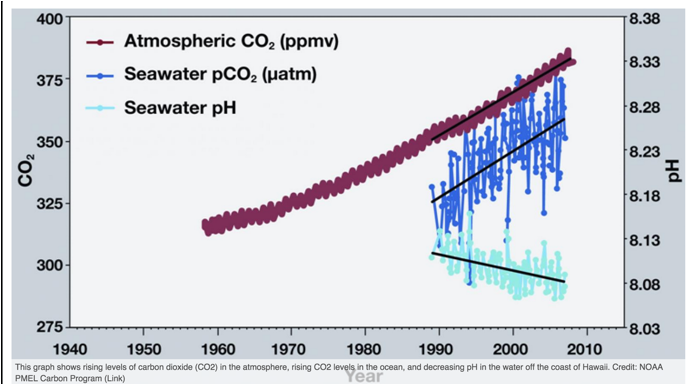 400
375
350
325
300
275
CO₂
Atmospheric CO₂ (ppmv)
Seawater pCO₂ (µatm)
Seawater pH
8.38
8.33
8.28
8.23
8.18
8.13
8.08
8.03
pH
1940 1950 1960 1970 1980 1990 2000 2010
Year
This graph shows rising levels of carbon dioxide (CO2) in the atmosphere, rising CO2 levels in the ocean, and decreasing pH in the water off the coast of Hawaii. Credit: NOAA
PMEL Carbon Program (Link)